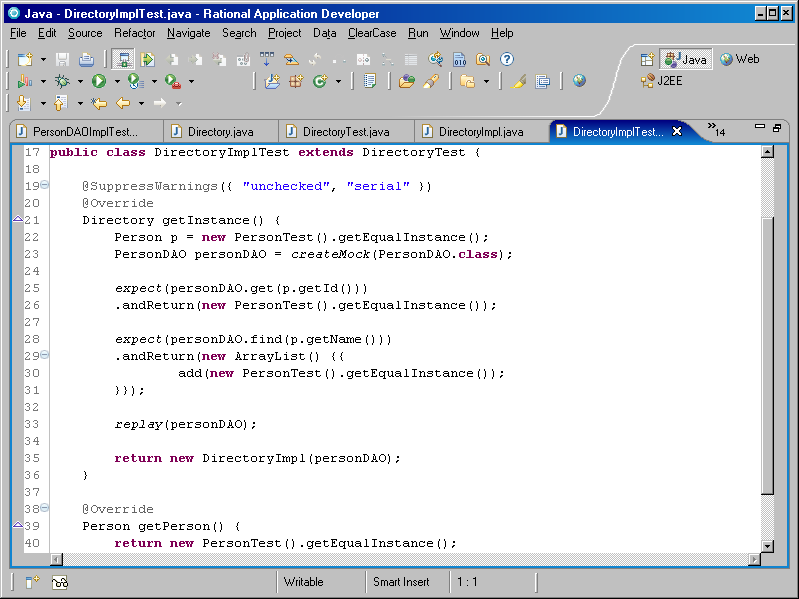 Java - DirectoryImplTest.java - Rational Application Developer
File Edit Source Refactor Navigate Search Project Data ClearCase Run Window Help
Java Web
J2EE
PersonDAOImplTest... Directory.java DirectoryTest.java DirectoryImpl.java DirectoryImplTest... 14
17 public class DirectoryImplTest extends DirectoryTest {
18
19 @SuppressWarnings({ "unchecked", "serial" })
20 @Override
21 Directory getInstance() {
22 Person p = new PersonTest().getEqualInstance();
23 PersonDAO personDAO = createMock(PersonDAO.class);
24
25 expect(personDAO.get(p.getId()))
26 .andReturn(new PersonTest().getEqualInstance());
27
28 expect(personDAO.find(p.getName()))
29 .andReturn(new ArrayList() {{
30 add(new PersonTest().getEqualInstance());
31 }});
32
33 replay(personDAO);
34
35 return new DirectoryImpl(personDAO);
36 }
37
38 @Override
39 Person getPerson() {
40 return new PersonTest().getEqualInstance();
Writable Smart Insert 1 : 1